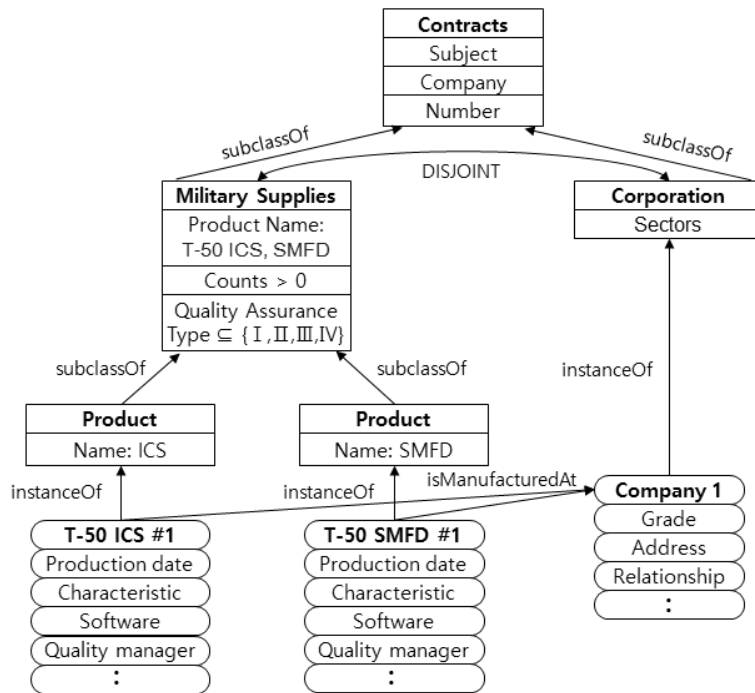 Contracts
Subject
Company
Number
subclassOf
subclassOf
DISJOINT
Military Supplies
Product Name:
T-50 ICS, SMFD
Counts > 0
Quality Assurance
Type ⊆ {Ⅰ,Ⅱ,Ⅲ,Ⅳ}
Corporation
Sectors
subclassOf
subclassOf
instanceOf
Product
Name: ICS
Product
Name: SMFD
instanceOf
instanceOf
isManufacturedAt
T-50 ICS #1
Production date
Characteristic
Software
Quality manager
:
T-50 SMFD #1
Production date
Characteristic
Software
Quality manager
:
Company 1
Grade
Address
Relationship
: